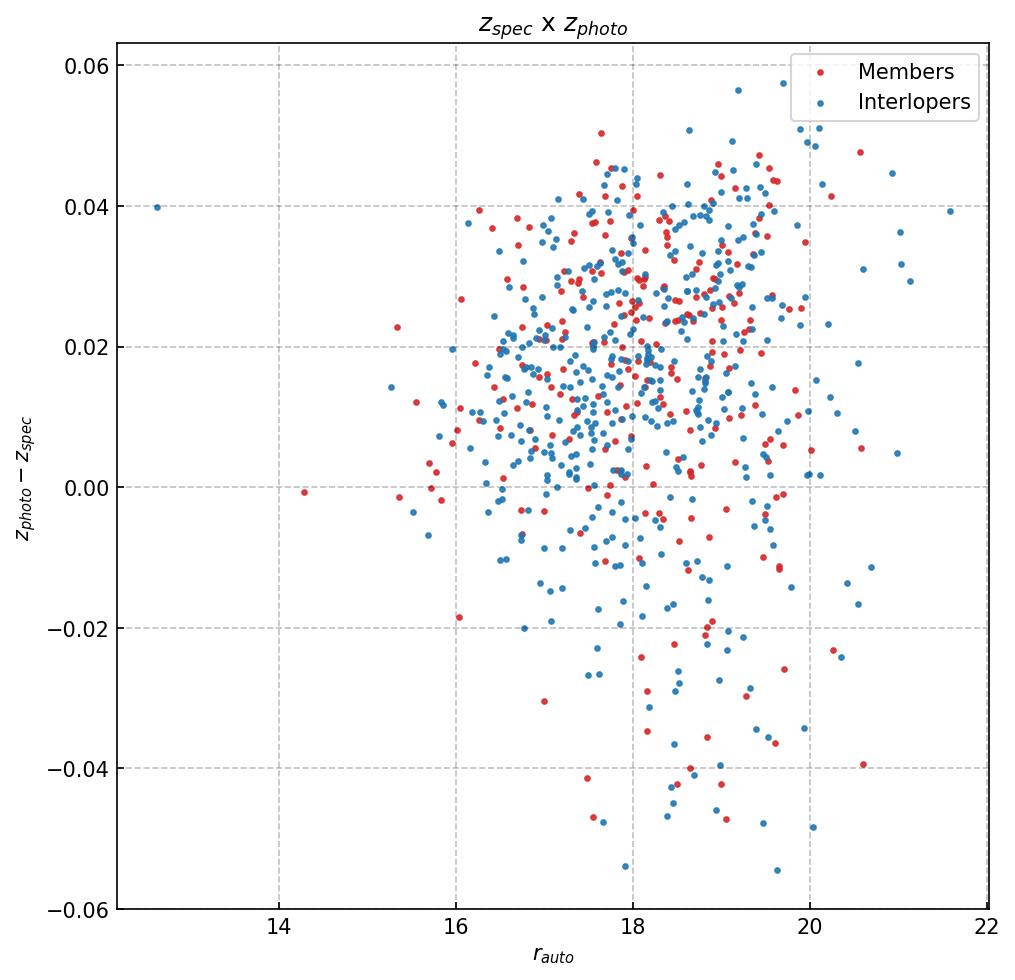 z_spec x z_photo
0.06
0.04
0.02
0.00
−0.02
−0.04
−0.06
z_photo − z_spec
Members
Interlopers
14 16 18 20 22
r_auto